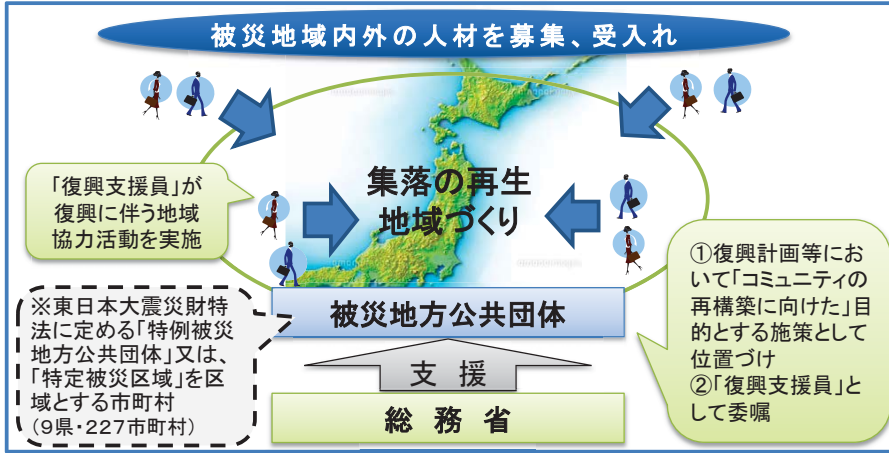 被災地域内外の人材を募集、受入れ
「復興支援員」が
復興に伴う地域
協力活動を実施
集落の再生
地域づくり
①復興計画等にお
いて「コミュニティの
再構築に向けた」目
的とする施策として
位置づけ
②「復興支援員」と
して委嘱
※東日本大震災財特
法に定める「特例被災
地方公共団体」又は、
「特定被災区域」を区
域とする市町村
(9県・227市町村)
被災地方公共団体
支 援
総 務 省